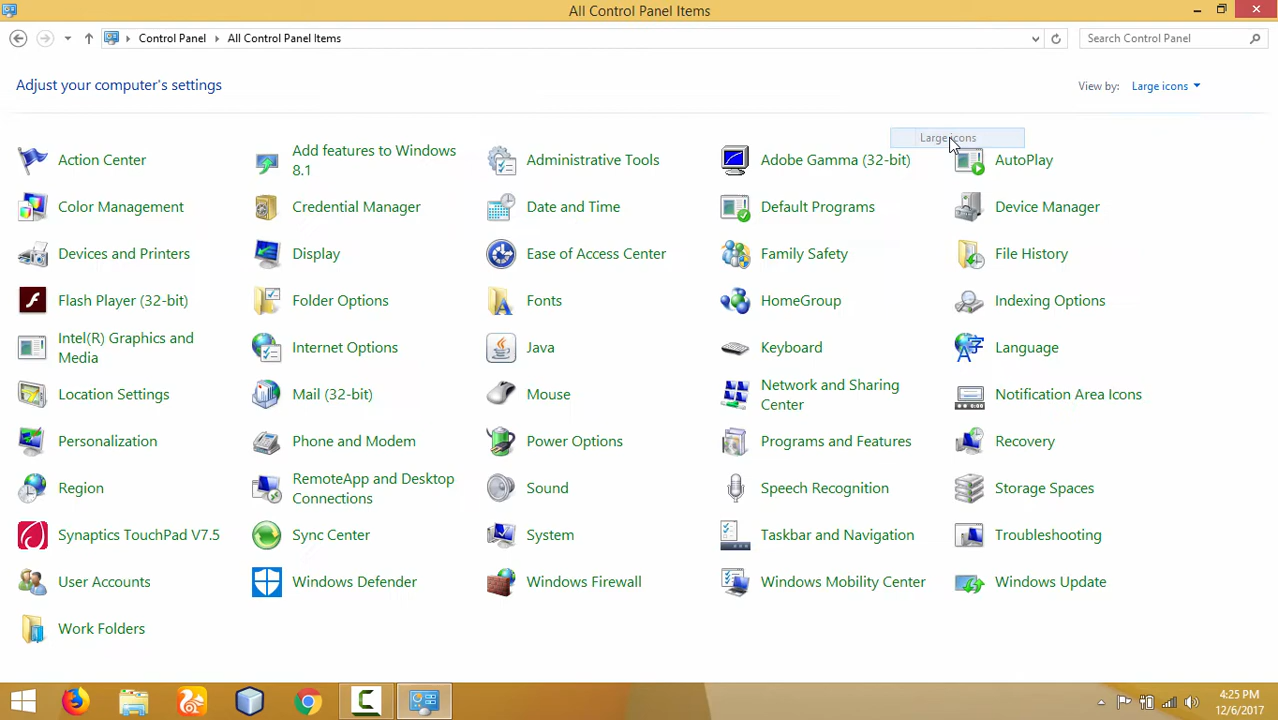 All Control Panel Items
Control Panel All Control Panel Items
Search Control Panel
Adjust your computer's settings
View by: Large icons
Large icons
Action Center
Add features to Windows
8.1
Administrative Tools
Adobe Gamma (32-bit)
AutoPlay
Color Management
Credential Manager
Date and Time
Default Programs
Device Manager
Devices and Printers
Display
Ease of Access Center
Family Safety
File History
Flash Player (32-bit)
Folder Options
Fonts
HomeGroup
Indexing Options
Intel(R) Graphics and
Media
Internet Options
Java
Keyboard
Language
Location Settings
Mail (32-bit)
Mouse
Network and Sharing
Center
Notification Area Icons
Personalization
Phone and Modem
Power Options
Programs and Features
Recovery
Region
RemoteApp and Desktop
Connections
Sound
Speech Recognition
Storage Spaces
Synaptics TouchPad V7.5
Sync Center
System
Taskbar and Navigation
Troubleshooting
User Accounts
Windows Defender
Windows Firewall
Windows Mobility Center
Windows Update
Work Folders
4:25 PM
12/6/2017